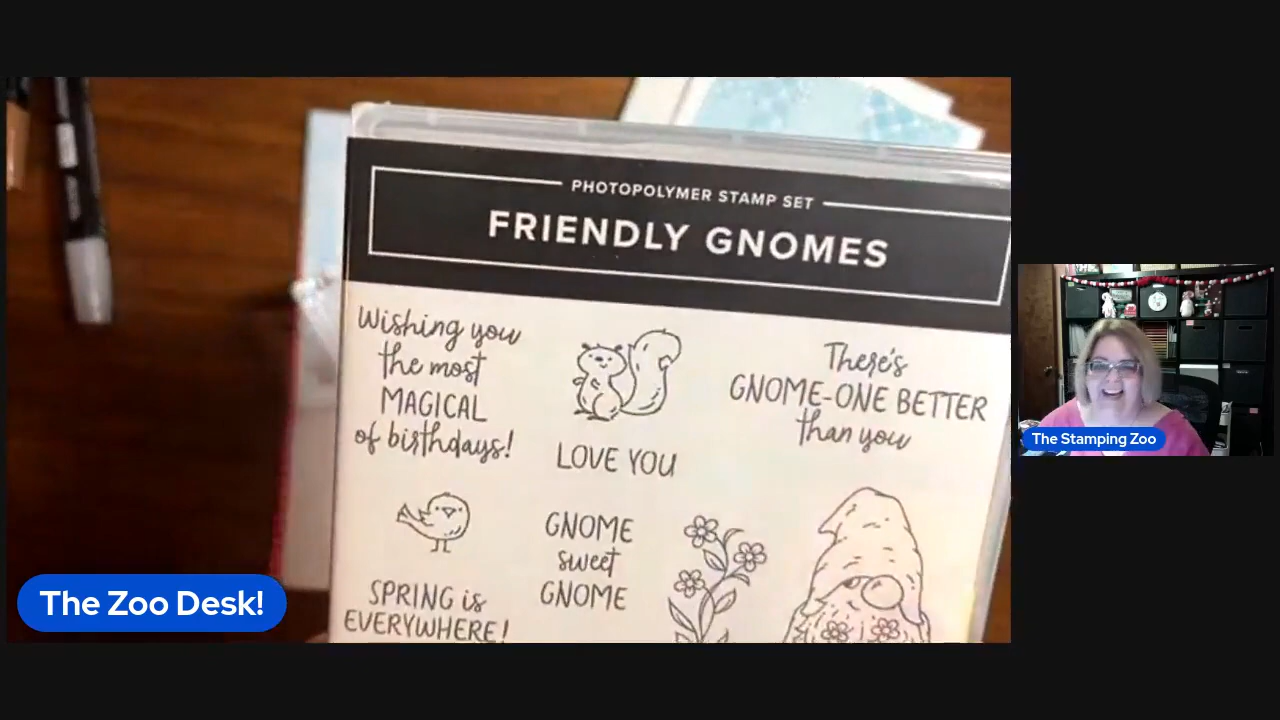 PHOTOPOLYMER STAMP SET
FRIENDLY GNOMES
Wishing you
the most
MAGICAL
of birthdays!
LOVE YOU
There's
GNOME-ONE BETTER
than you
GNOME
sweet
GNOME
SPRING is
EVERYWHERE!
The Zoo Desk!
The Stamping Zoo